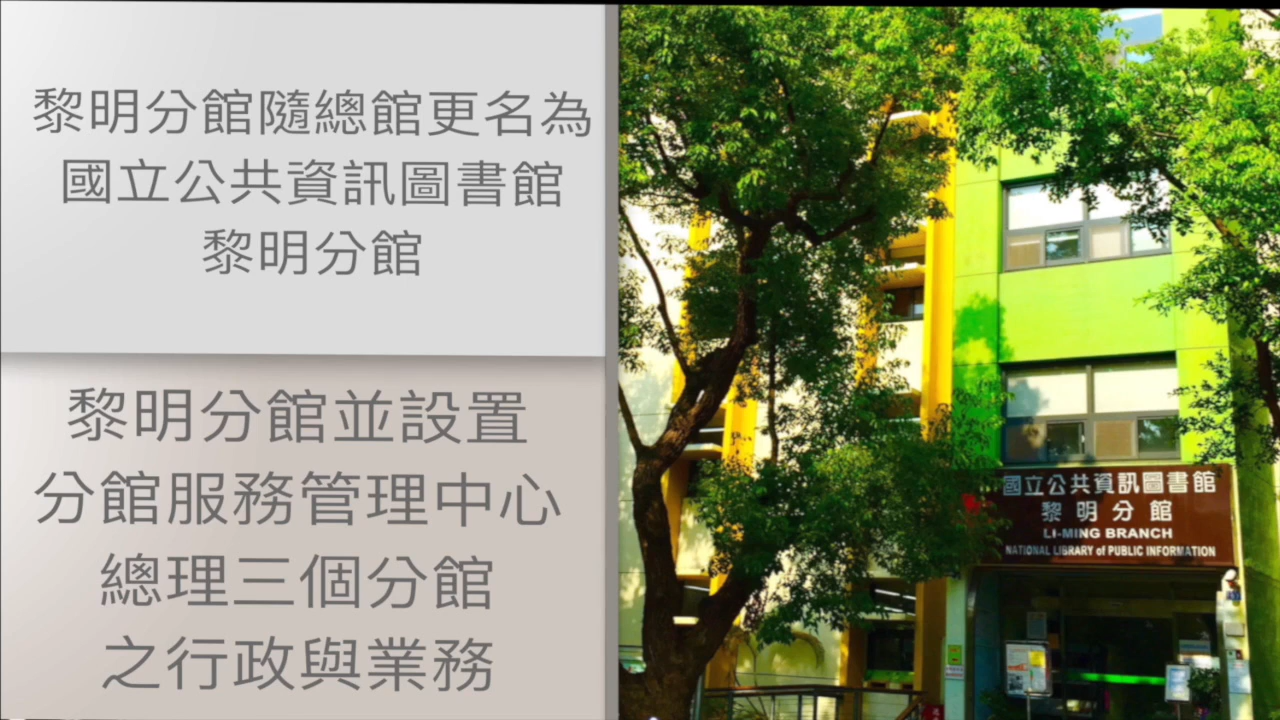 黎明分館隨總館更名為
國立公共資訊圖書館
黎明分館
黎明分館並設置
分館服務管理中心
總理三個分館
之行政與業務
國立公共資訊圖書館
黎明分館
LI-MING BRANCH
NATIONAL LIBRARY of PUBLIC INFORMATION